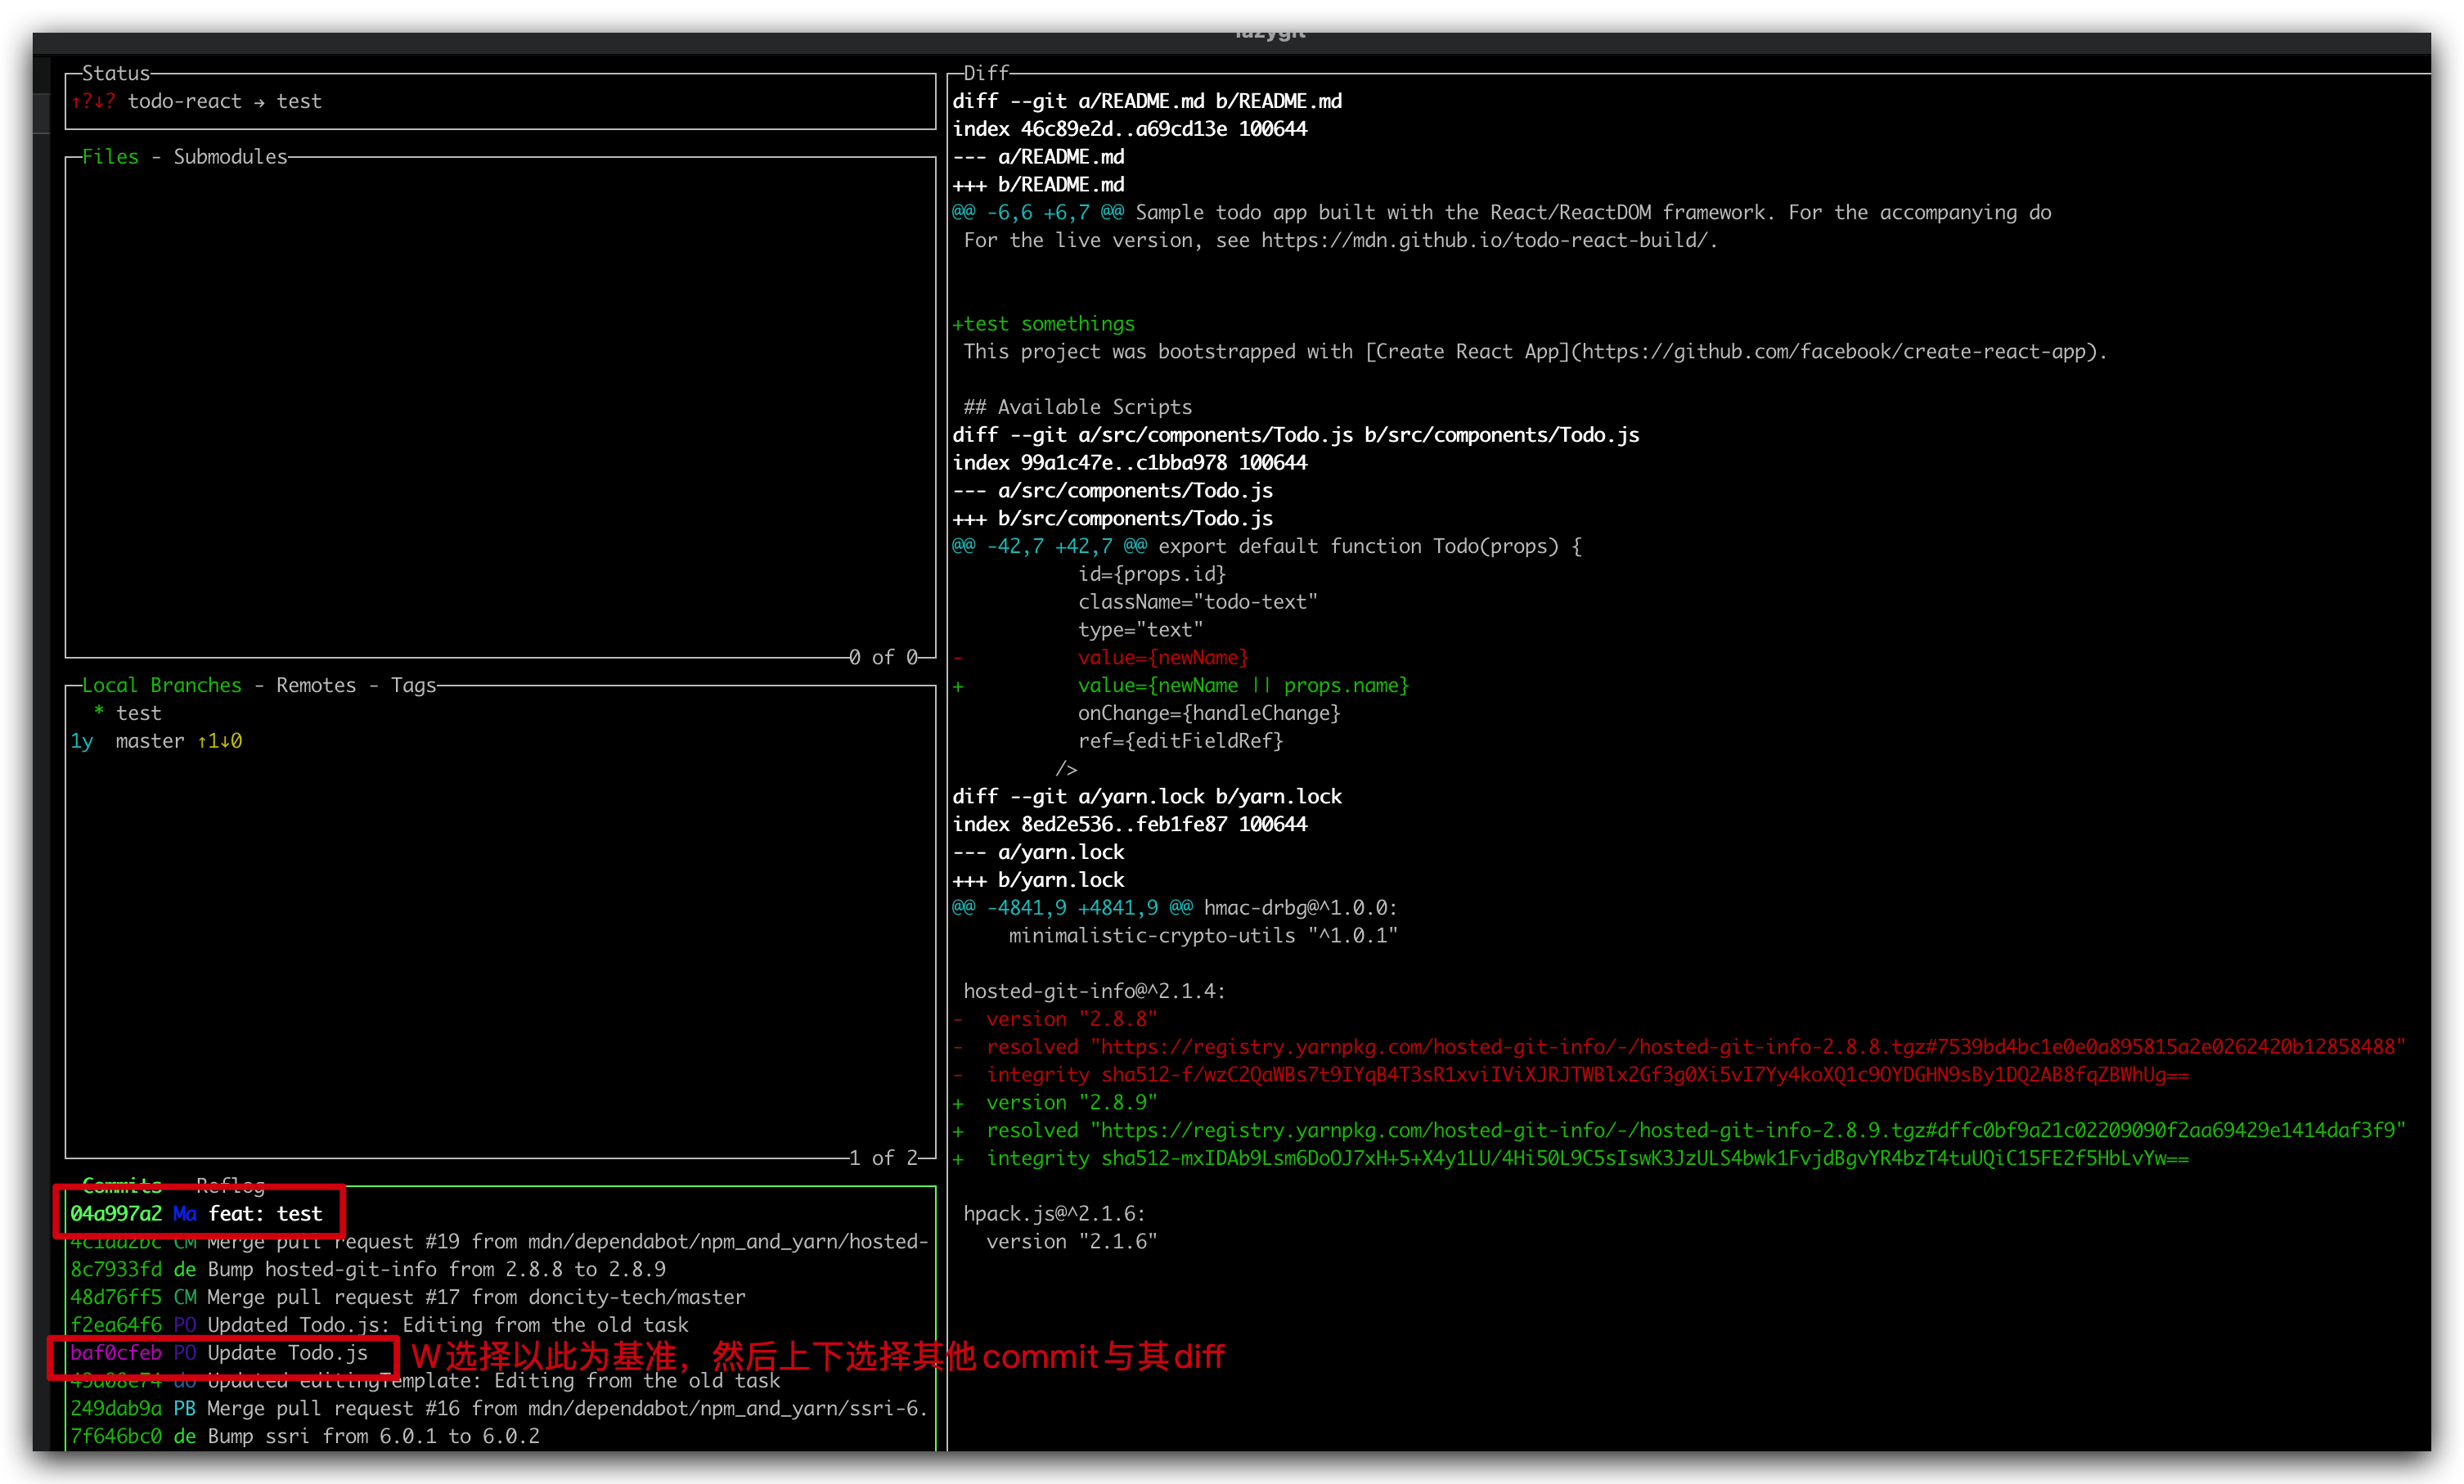 lazygit
Status
↑?↓? todo-react → test
Files - Submodules
0 of 0
Local Branches - Remotes - Tags
* test
1y master ↑1↓0
1 of 2
Commits - Reflog
04a997a2 Ma feat: test
4c1ad2bc CM Merge pull request #19 from mdn/dependabot/npm_and_yarn/hosted-
8c7933fd de Bump hosted-git-info from 2.8.8 to 2.8.9
48d76ff5 CM Merge pull request #17 from doncity-tech/master
f2ea64f6 PO Updated Todo.js: Editing from the old task
baf0cfeb PO Update Todo.js
W选择以此为基准，然后上下选择其他commit与其diff
49a08e74 do Updated editingTemplate: Editing from the old task
249dab9a PB Merge pull request #16 from mdn/dependabot/npm_and_yarn/ssri-6.
7f646bc0 de Bump ssri from 6.0.1 to 6.0.2
Diff
diff --git a/README.md b/README.md
index 46c89e2d..a69cd13e 100644
--- a/README.md
+++ b/README.md
@@ -6,6 +6,7 @@ Sample todo app built with the React/ReactDOM framework. For the accompanying do
For the live version, see https://mdn.github.io/todo-react-build/.
+test somethings
This project was bootstrapped with [Create React App](https://github.com/facebook/create-react-app).
## Available Scripts
diff --git a/src/components/Todo.js b/src/components/Todo.js
index 99a1c47e..c1bba978 100644
--- a/src/components/Todo.js
+++ b/src/components/Todo.js
@@ -42,7 +42,7 @@ export default function Todo(props) {
id={props.id}
className="todo-text"
type="text"
- value={newName}
+ value={newName || props.name}
onChange={handleChange}
ref={editFieldRef}
/>
diff --git a/yarn.lock b/yarn.lock
index 8ed2e536..feb1fe87 100644
--- a/yarn.lock
+++ b/yarn.lock
@@ -4841,9 +4841,9 @@ hmac-drbg@^1.0.0:
minimalistic-crypto-utils "^1.0.1"
hosted-git-info@^2.1.4:
- version "2.8.8"
- resolved "https://registry.yarnpkg.com/hosted-git-info/-/hosted-git-info-2.8.8.tgz#7539bd4bc1e0e0a895815a2e0262420b12858488"
- integrity sha512-f/wzC2QaWBs7t9IYqB4T3sR1xviIViXJRJTWBlx2Gf3g0Xi5vI7Yy4koXQ1c9OYDGHN9sBy1DQ2AB8fqZBWhUg==
+ version "2.8.9"
+ resolved "https://registry.yarnpkg.com/hosted-git-info/-/hosted-git-info-2.8.9.tgz#dffc0bf9a21c02209090f2aa69429e1414daf3f9"
+ integrity sha512-mxIDAb9Lsm6DoOJ7xH+5+X4y1LU/4Hi50L9C5sIswK3JzULS4bwk1FvjdBgvYR4bzT4tuUQiC15FE2f5HbLvYw==
hpack.js@^2.1.6:
version "2.1.6"